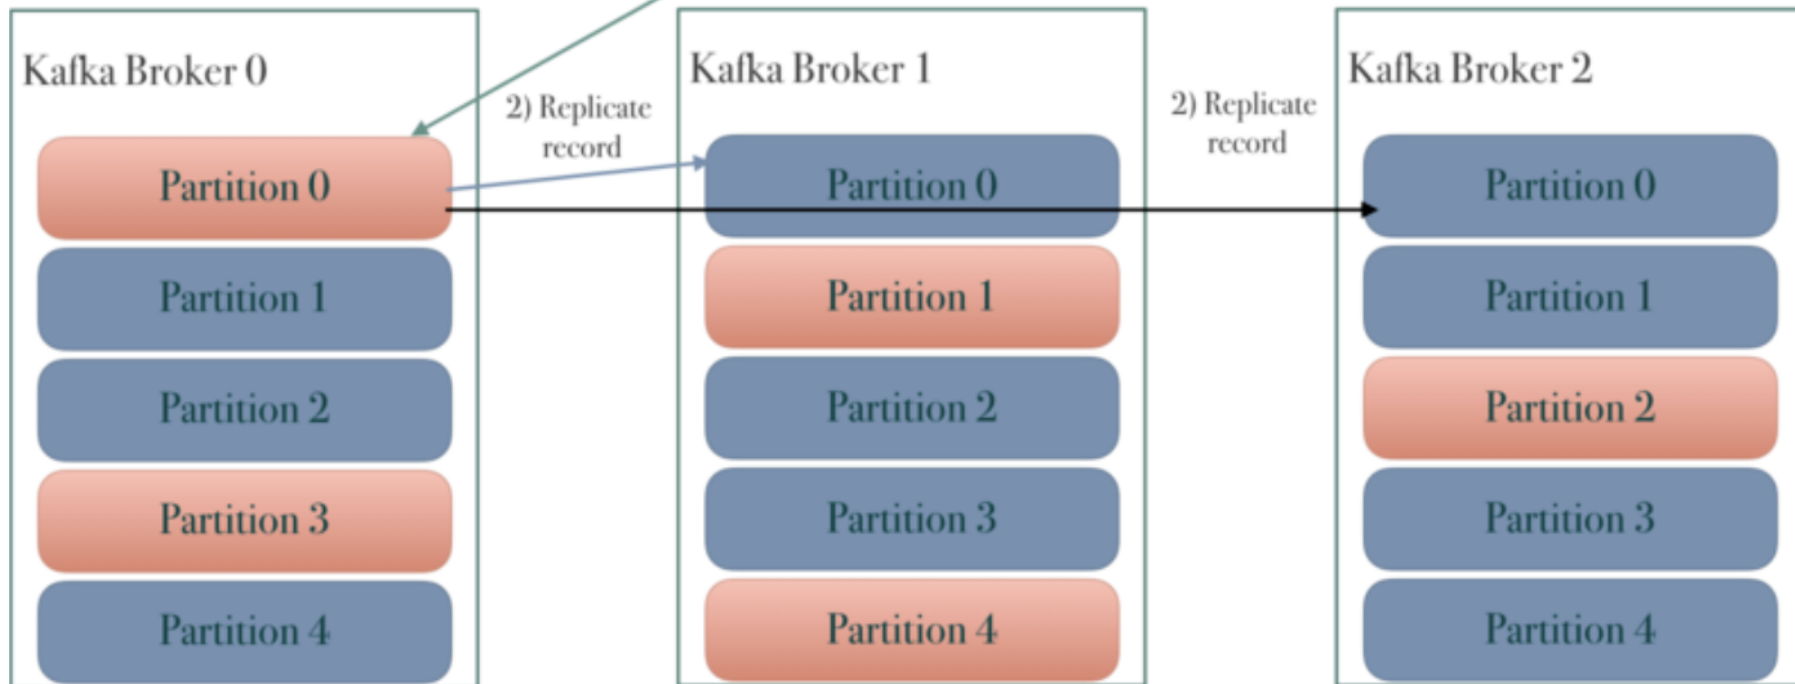 Kafka Broker 0
Partition 0
Partition 1
Partition 2
Partition 3
Partition 4
2) Replicate
record
Kafka Broker 1
Partition 0
Partition 1
Partition 2
Partition 3
Partition 4
2) Replicate
record
Kafka Broker 2
Partition 0
Partition 1
Partition 2
Partition 3
Partition 4